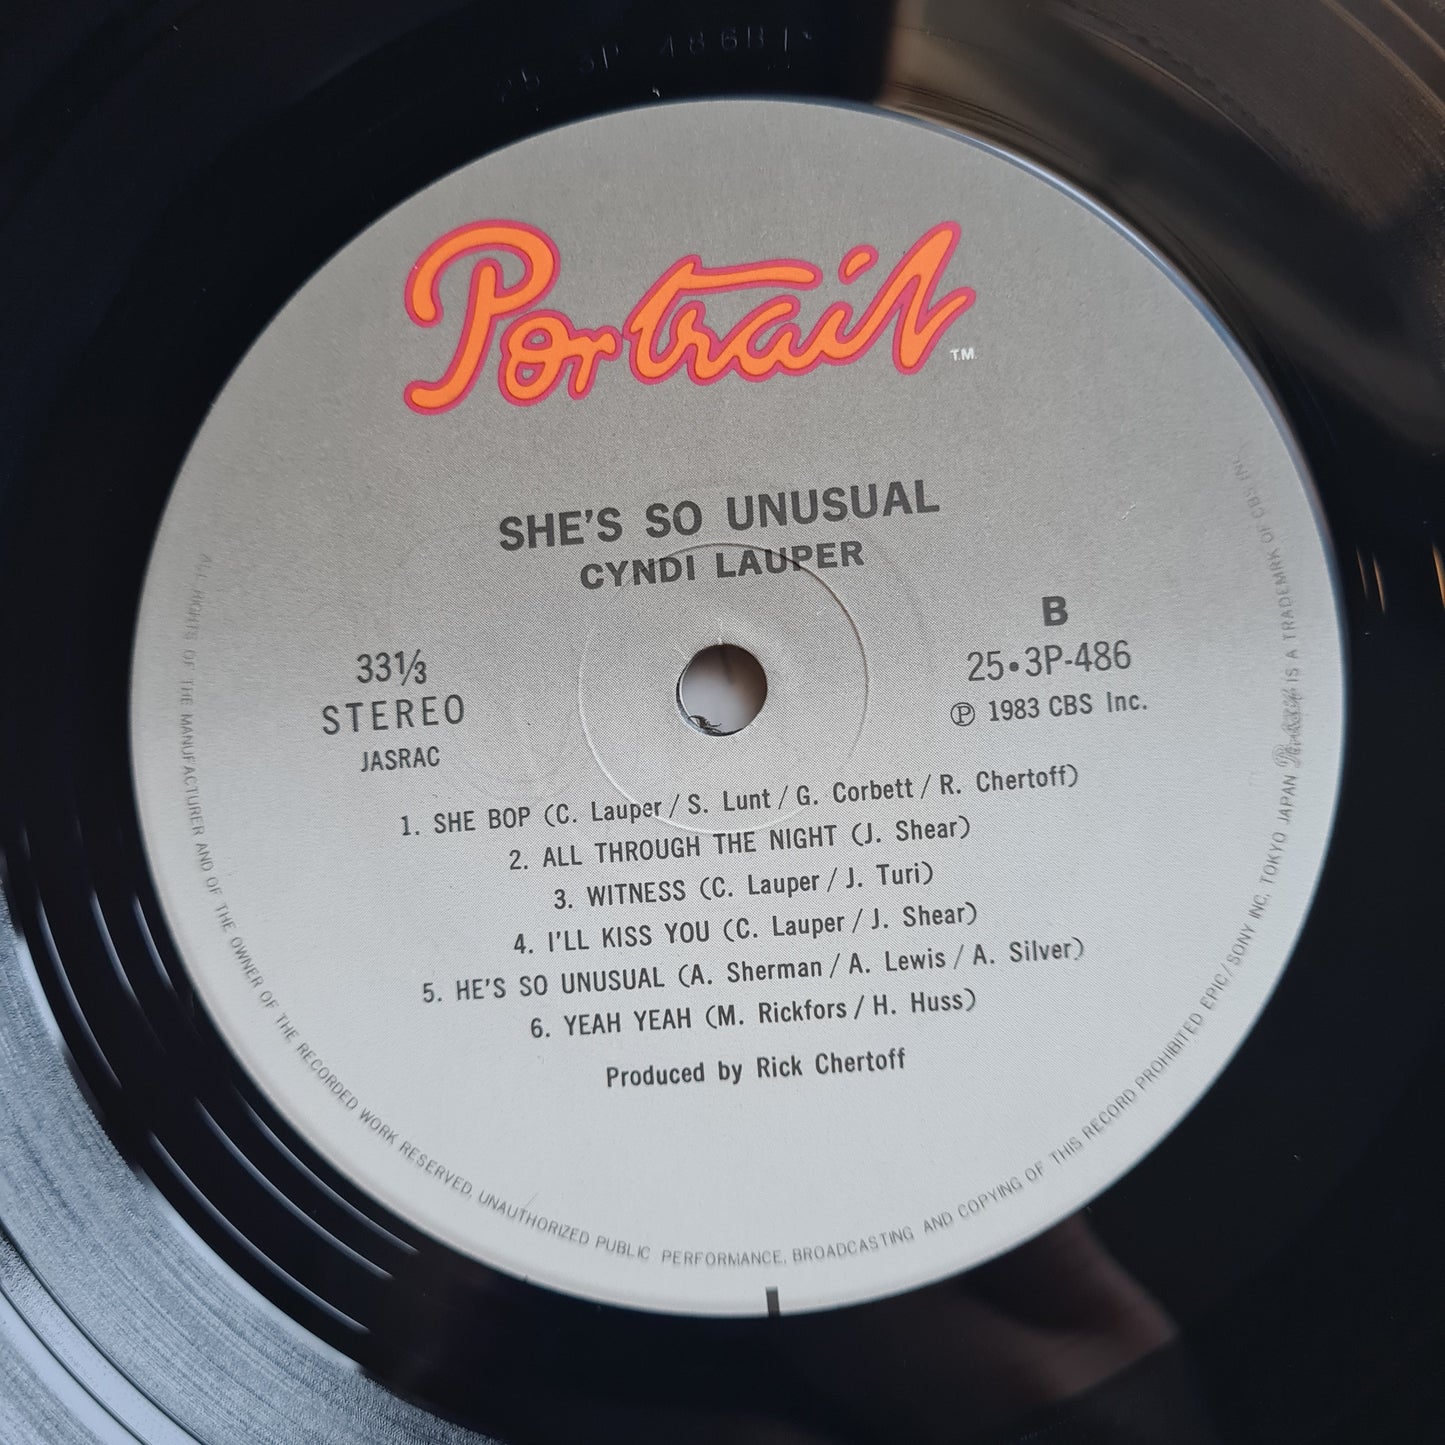 25 3P 486B1
Portrait
T.M.
SHE'S SO UNUSUAL
CYNDI LAUPER
33⅓
STEREO
JASRAC
B
25•3P-486
Ⓟ 1983 CBS Inc.
1. SHE BOP (C. Lauper / S. Lunt / G. Corbett / R. Chertoff)
2. ALL THROUGH THE NIGHT (J. Shear)
3. WITNESS (C. Lauper / J. Turi)
4. I'LL KISS YOU (C. Lauper / J. Shear)
5. HE'S SO UNUSUAL (A. Sherman / A. Lewis / A. Silver)
6. YEAH YEAH (M. Rickfors / H. Huss)
Produced by Rick Chertoff
ALL RIGHTS OF THE MANUFACTURER AND OF THE OWNER OF THE RECORDED WORK RESERVED, UNAUTHORIZED PUBLIC PERFORMANCE, BROADCASTING AND COPYING OF THIS RECORD PROHIBITED EPIC/SONY INC, TOKYO JAPAN Portrait IS A TRADEMRK OF CBS INC.